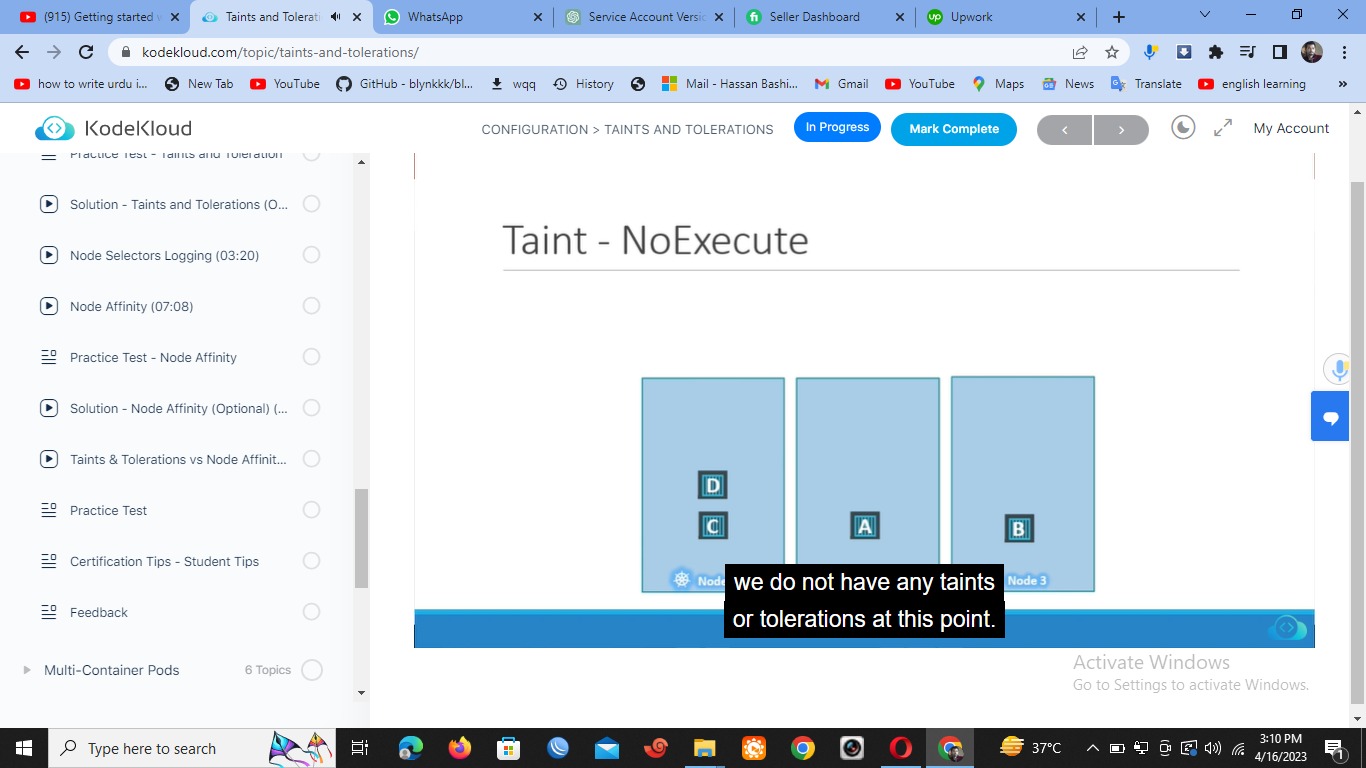 (915) Getting started w
Taints and Tolerati
WhatsApp
Service Account Versio
Seller Dashboard
Upwork
kodekloud.com/topic/taints-and-tolerations/
how to write urdu i...
New Tab
YouTube
GitHub - blynkkk/bl...
wqq
History
Mail - Hassan Bashi...
Gmail
YouTube
Maps
News
Translate
english learning
»
KodeKloud
CONFIGURATION > TAINTS AND TOLERATIONS
In Progress
Mark Complete
My Account
Practice Test - Taints and Toleration
Solution - Taints and Tolerations (O...
Node Selectors Logging (03:20)
Node Affinity (07:08)
Practice Test - Node Affinity
Solution - Node Affinity (Optional) (...
Taints & Tolerations vs Node Affinit...
Practice Test
Certification Tips - Student Tips
Feedback
Multi-Container Pods
6 Topics
Taint - NoExecute
D
C
A
B
Node
Node 3
we do not have any taints
or tolerations at this point.
Activate Windows
Go to Settings to activate Windows.
Type here to search
37°C
3:10 PM
4/16/2023
1